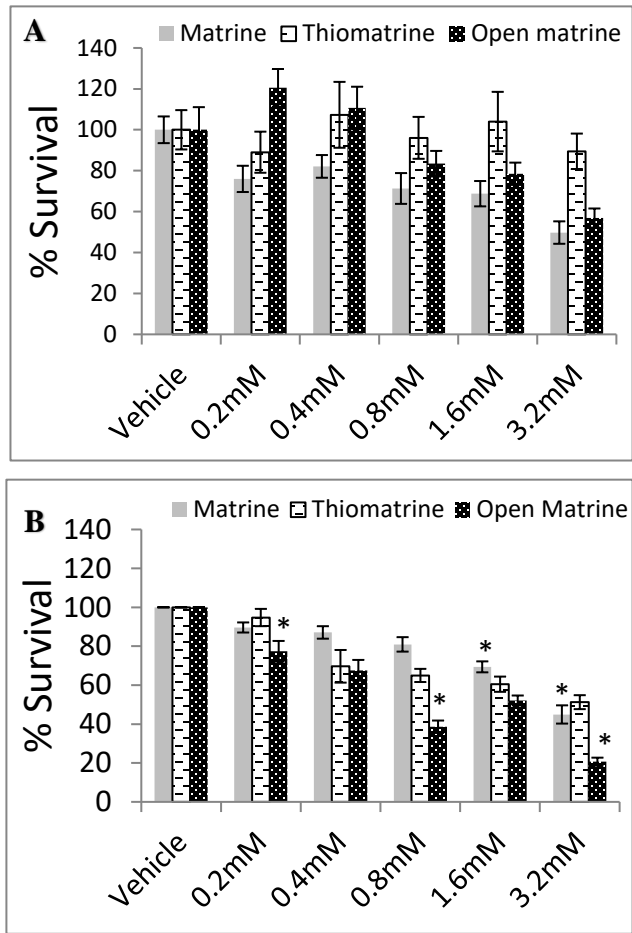 A
Matrine Thiomatrine Open matrine
140
120
100
80
60
40
20
0
% Survival
Vehicle
0.2mM
0.4mM
0.8mM
1.6mM
3.2mM
B
Matrine Thiomatrine Open Matrine
140
120
100
80
60
40
20
0
% Survival
*
*
*
*
*
Vehicle
0.2mM
0.4mM
0.8mM
1.6mM
3.2mM